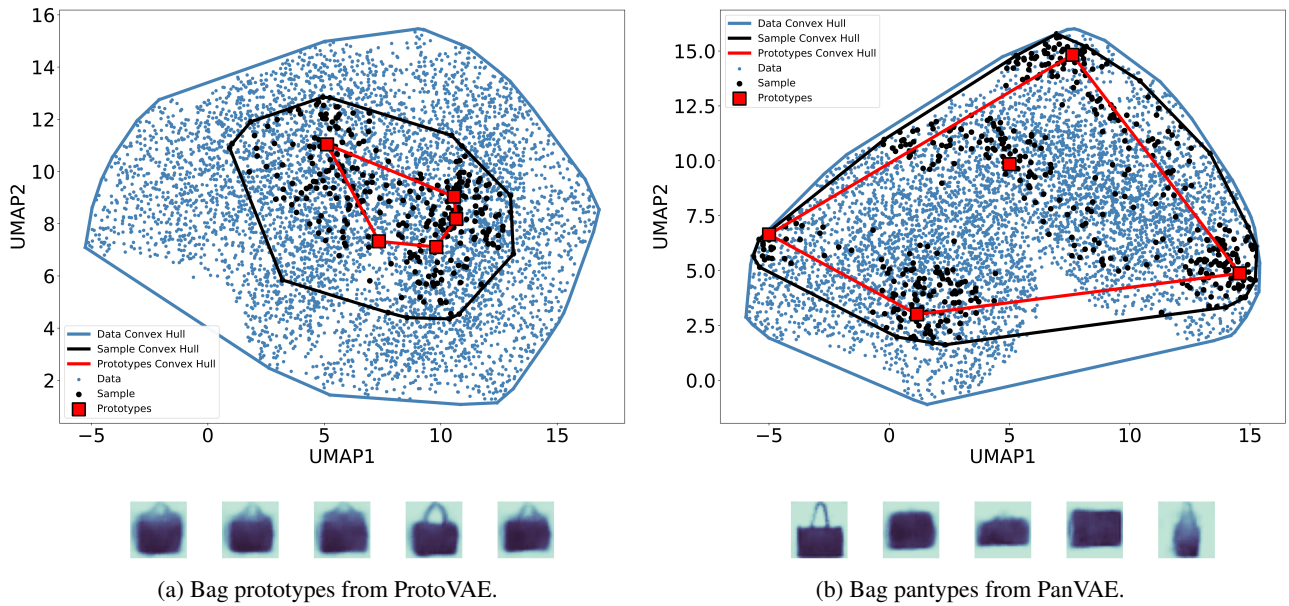 16
14
12
10
8
6
4
2
UMAP2
Data Convex Hull
Sample Convex Hull
Prototypes Convex Hull
Data
Sample
Prototypes
−5 0 5 10 15
UMAP1
(a) Bag prototypes from ProtoVAE.
15.0
12.5
10.0
7.5
5.0
2.5
0.0
UMAP2
Data Convex Hull
Sample Convex Hull
Prototypes Convex Hull
Data
Sample
Prototypes
−5 0 5 10 15
UMAP1
(b) Bag pantypes from PanVAE.